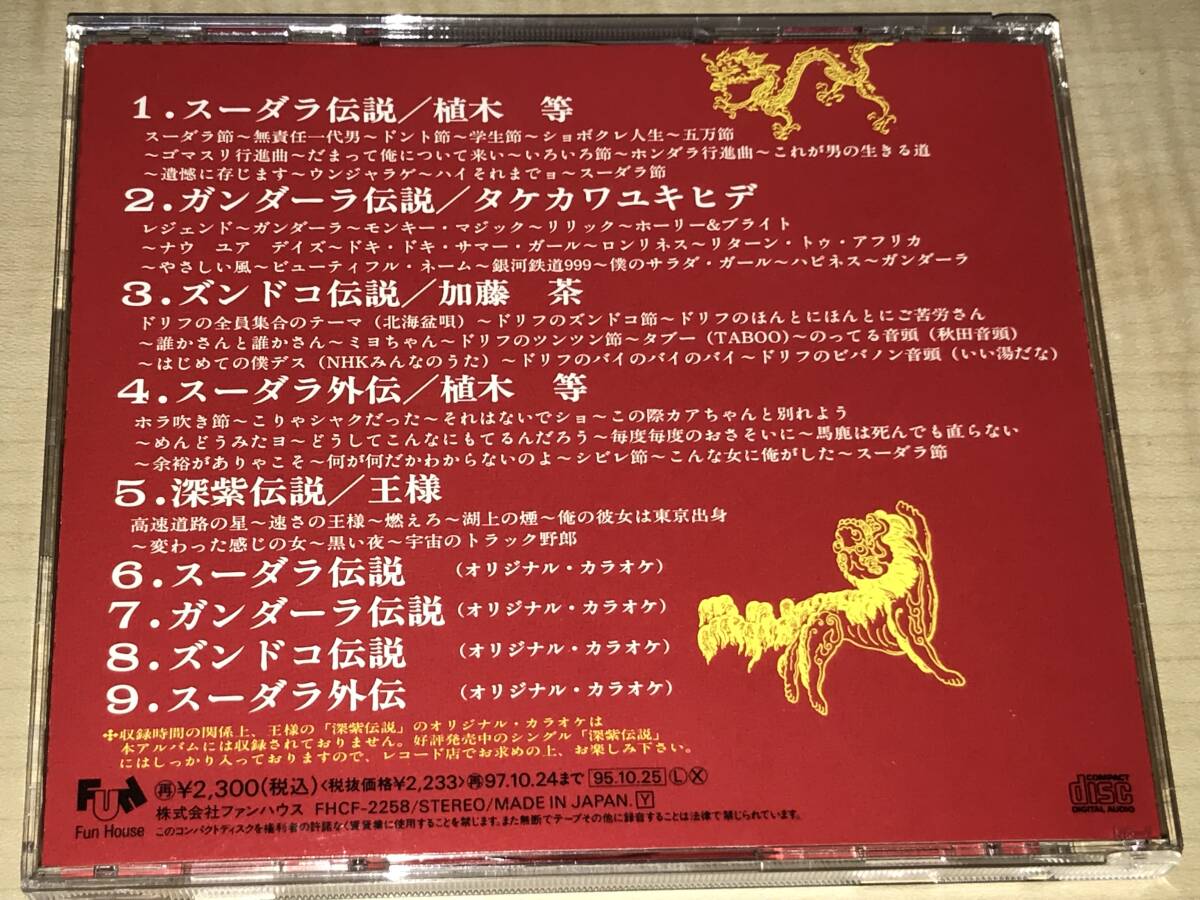 1.スーダラ伝説/植木 等
スーダラ節～無責任一代男～ドント節～学生節～ショボクレ人生～五万節
～ゴマスリ行進曲～だまって俺について来い～いろいろ節～ホンダラ行進曲～これが男の生きる道
～遺憾に存じます～ウンジャラゲ～ハイそれまでョ～スーダラ節
2.ガンダーラ伝説/タケカワユキヒデ
レジェンド～ガンダーラ～モンキー・マジック～リリック～ホーリー&ブライト
～ナウ ユア デイズ～ドキ・ドキ・サマー・ガール～ロンリネス～リターン・トゥ・アフリカ
～やさしい風～ビューティフル・ネーム～銀河鉄道999～僕のサラダ・ガール～ハピネス～ガンダーラ
3.ズンドコ伝説/加藤 茶
ドリフの全員集合のテーマ(北海盆唄)～ドリフのズンドコ節～ドリフのほんとにほんとにご苦労さん
～誰かさんと誰かさん～ミヨちゃん～ドリフのツンツン節～タブー(TABOO)～のってる音頭(秋田音頭)
～はじめての僕デス(NHKみんなのうた)～ドリフのバイのバイのバイ～ドリフのビバノン音頭(いい湯だな)
4.スーダラ外伝/植木 等
ホラ吹き節～こりゃシャクだった～それはないでショ～この際カアちゃんと別れよう
～めんどうみたヨ～どうしてこんなにもてるんだろう～毎度毎度のおさそいに～馬鹿は死んでも直らない
～余裕がありゃこそ～何が何だかわからないのよ～シビレ節～こんな女に俺がした～スーダラ節
5.深紫伝説/王様
高速道路の星～速さの王様～燃えろ～湖上の煙～俺の彼女は東京出身
～変わった感じの女～黒い夜～宇宙のトラック野郎
6.スーダラ伝説 (オリジナル・カラオケ)
7.ガンダーラ伝説 (オリジナル・カラオケ)
8.ズンドコ伝説 (オリジナル・カラオケ)
9.スーダラ外伝 (オリジナル・カラオケ)
✣収録時間の関係上、王様の「深紫伝説」のオリジナル・カラオケは
本アルバムには収録されておりません。好評発売中のシングル「深紫伝説」
にはしっかり入っておりますので、レコード店でお求めの上、お楽しみ下さい。
Fun
Fun House
再¥2,300(税込)<税抜価格¥2,233>再97.10.24まで 95.10.25 L X
株式会社ファンハウス FHCF-2258/STEREO/MADE IN JAPAN. Y
このコンパクトディスクを権利者の許諾なく賃貸業に使用することを禁じます。また無断でテープその他に録音することは法律で禁じられています。
COMPACT
disc
DIGITAL AUDIO